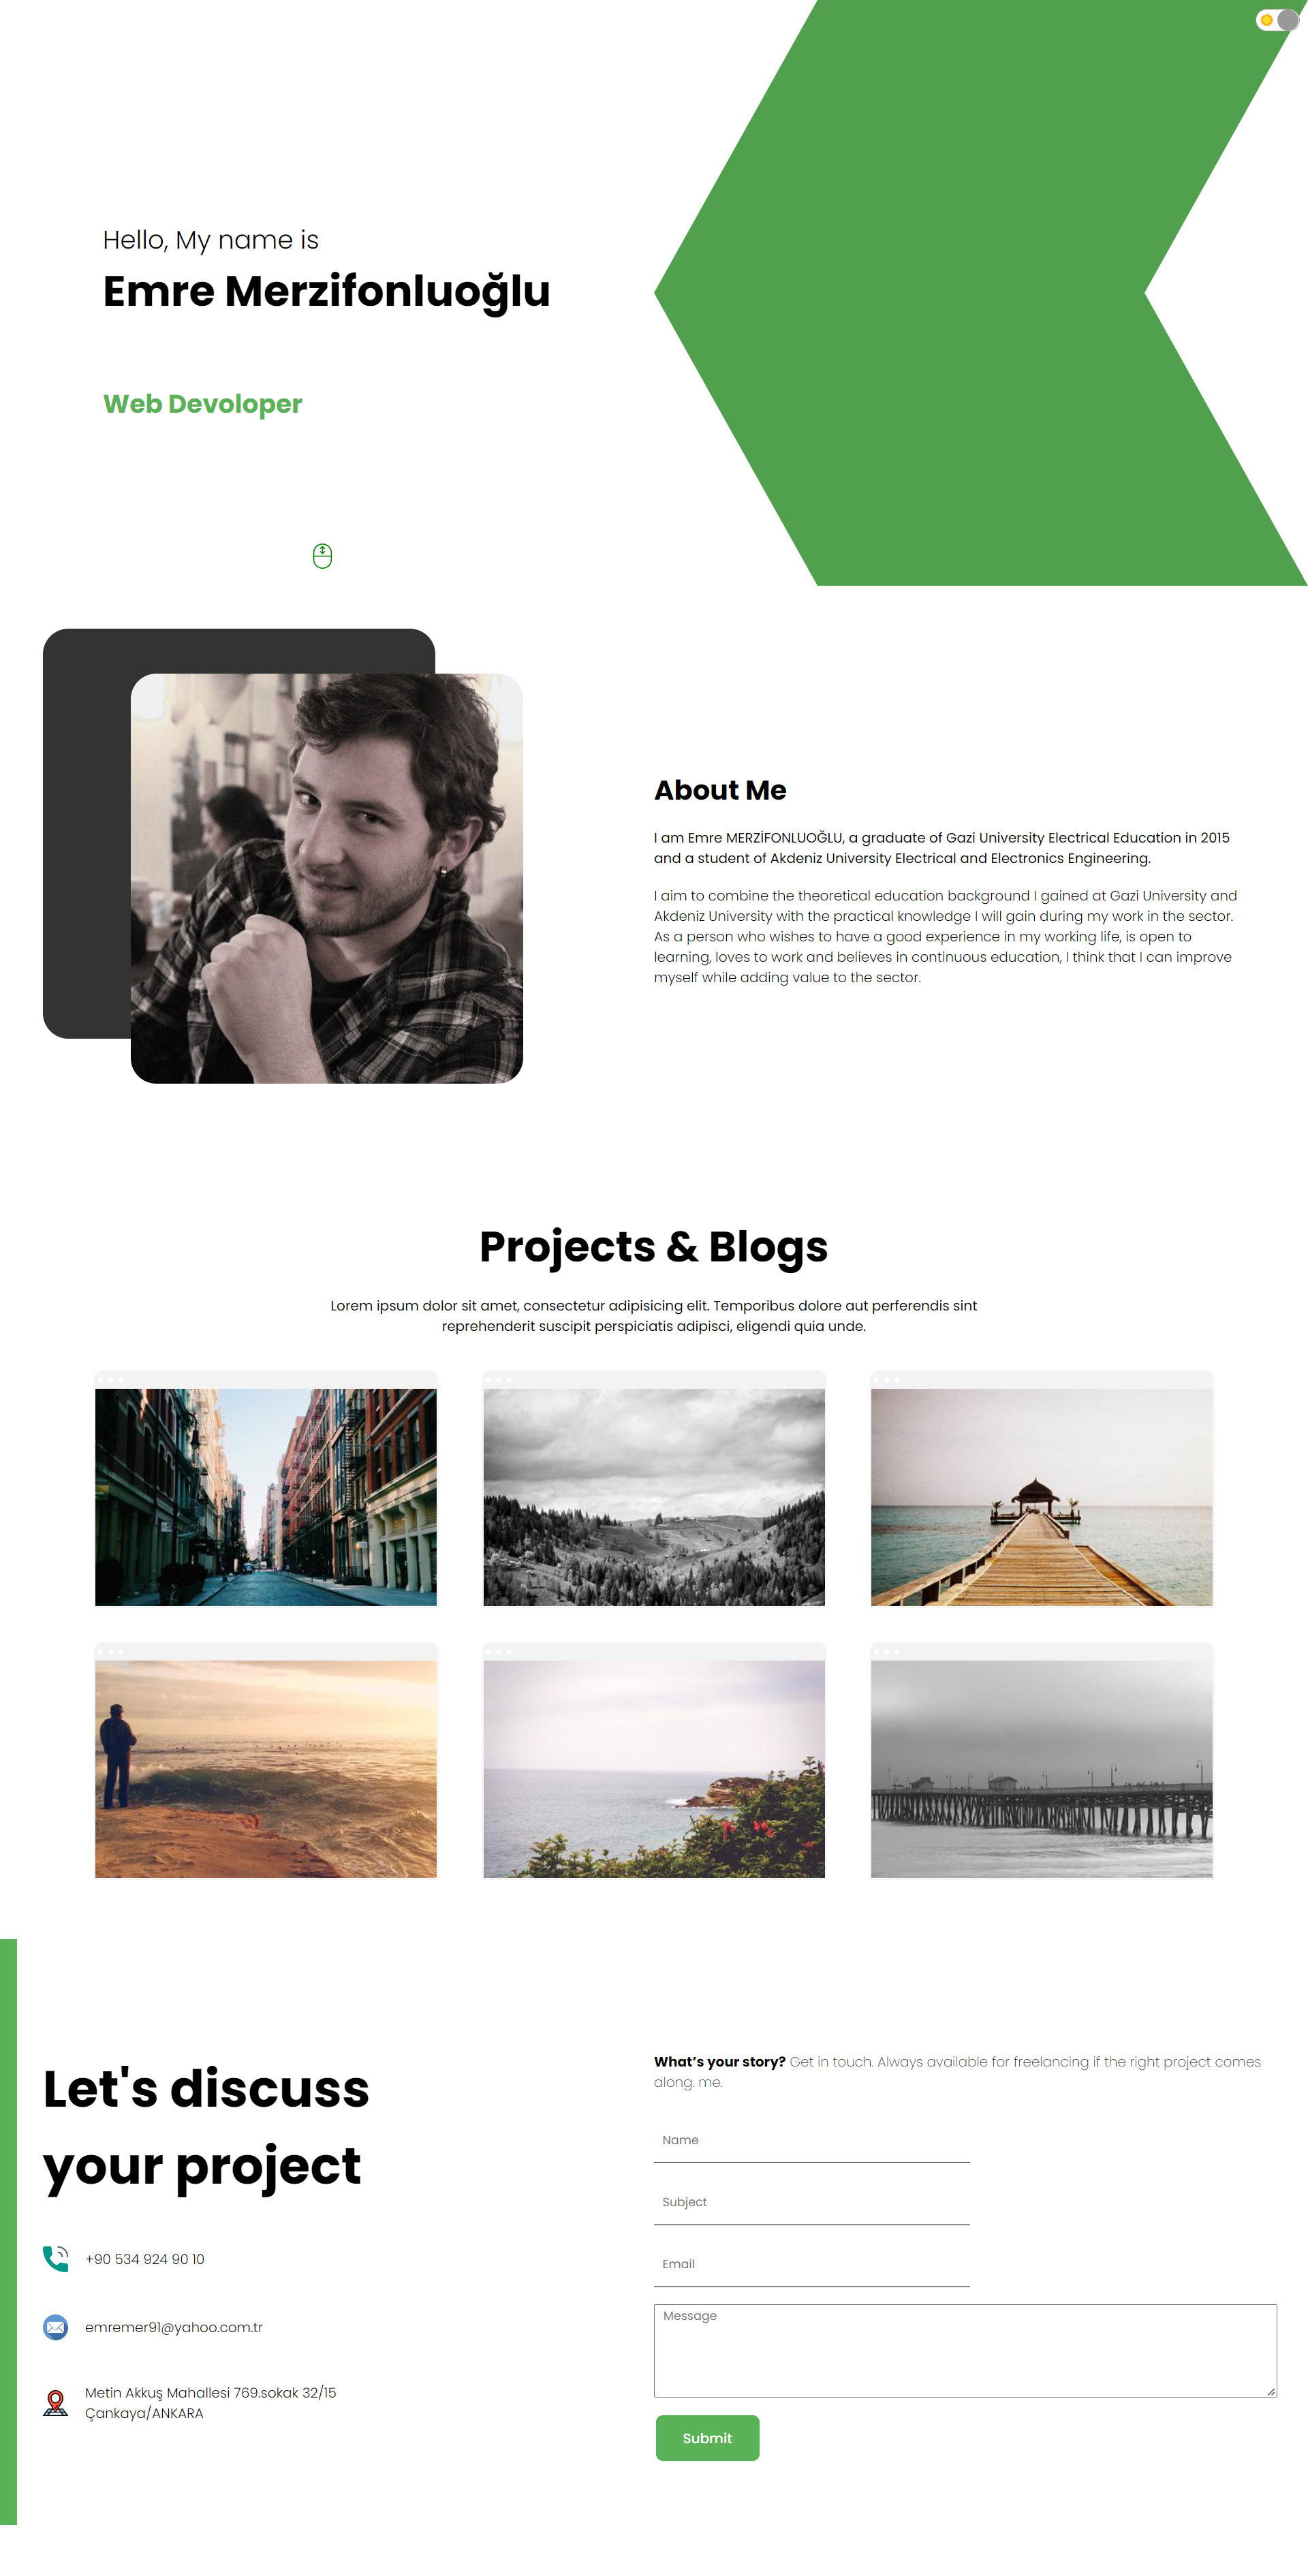 Hello, My name is
Emre Merzifonluoğlu
Web Devoloper
About Me
I am Emre MERZİFONLUOĞLU, a graduate of Gazi University Electrical Education in 2015
and a student of Akdeniz University Electrical and Electronics Engineering.
I aim to combine the theoretical education background I gained at Gazi University and
Akdeniz University with the practical knowledge I will gain during my work in the sector.
As a person who wishes to have a good experience in my working life, is open to
learning, loves to work and believes in continuous education, I think that I can improve
myself while adding value to the sector.
Projects & Blogs
Lorem ipsum dolor sit amet, consectetur adipisicing elit. Temporibus dolore aut perferendis sint
reprehenderit suscipit perspiciatis adipisci, eligendi quia unde.
Let's discuss
your project
+90 534 924 90 10
emremer91@yahoo.com.tr
Metin Akkuş Mahallesi 769.sokak 32/15
Çankaya/ANKARA
What's your story? Get in touch. Always available for freelancing if the right project comes
along. me.
Name
Subject
Email
Message
Submit